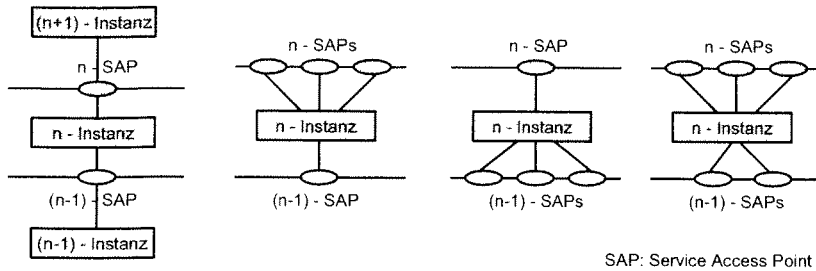 (n+1) - Instanz
n - SAP
n - Instanz
(n-1) - SAP
(n-1) - Instanz
n - SAPs
n - Instanz
(n-1) - SAP
n - SAP
n - Instanz
(n-1) - SAPs
n - SAPs
n - Instanz
(n-1) - SAPs
SAP: Service Access Point